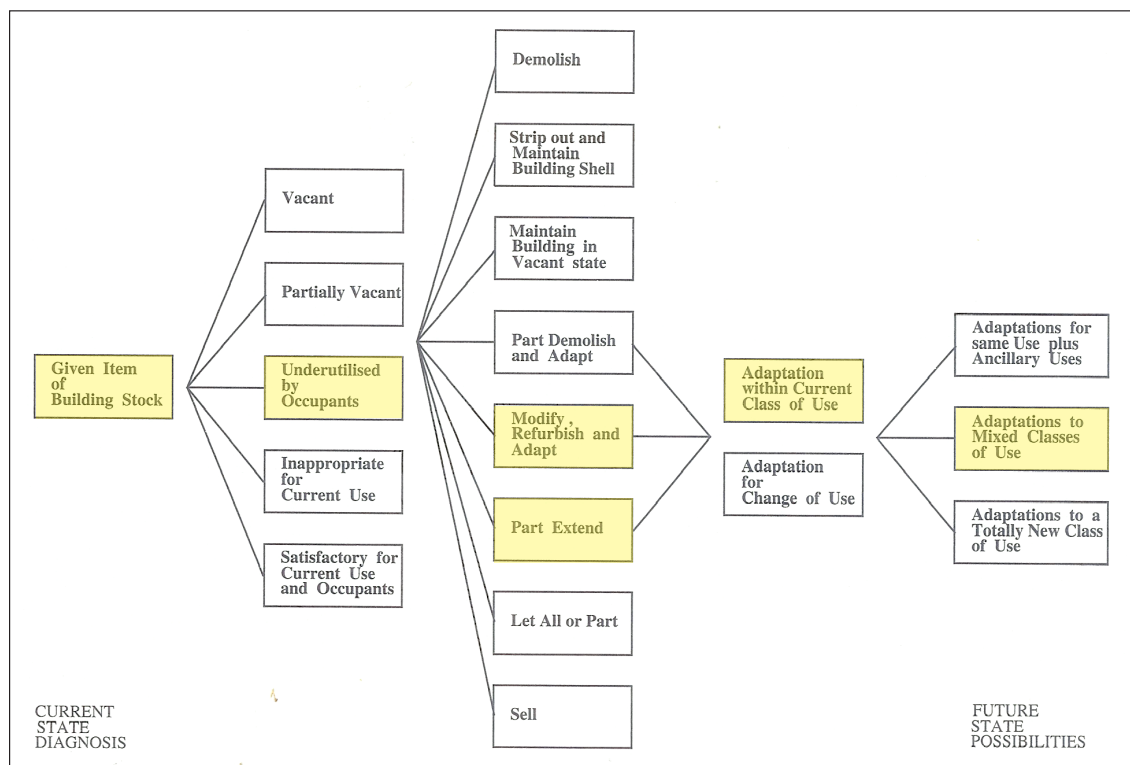 Given Item
of
Building Stock
Vacant
Partially Vacant
Underutilised
by
Occupants
Inappropriate
for
Current Use
Satisfactory for
Current Use
and Occupants
Demolish
Strip out and
Maintain
Building Shell
Maintain
Building in
Vacant state
Part Demolish
and Adapt
Modify,
Refurbish and
Adapt
Part Extend
Let All or Part
Sell
Adaptation
within Current
Class of Use
Adaptation
for
Change of Use
Adaptations for
same Use plus
Ancillary Uses
Adaptations to
Mixed Classes
of Use
Adaptations to a
Totally New Class
of Use
CURRENT
STATE
DIAGNOSIS
FUTURE
STATE
POSSIBILITIES